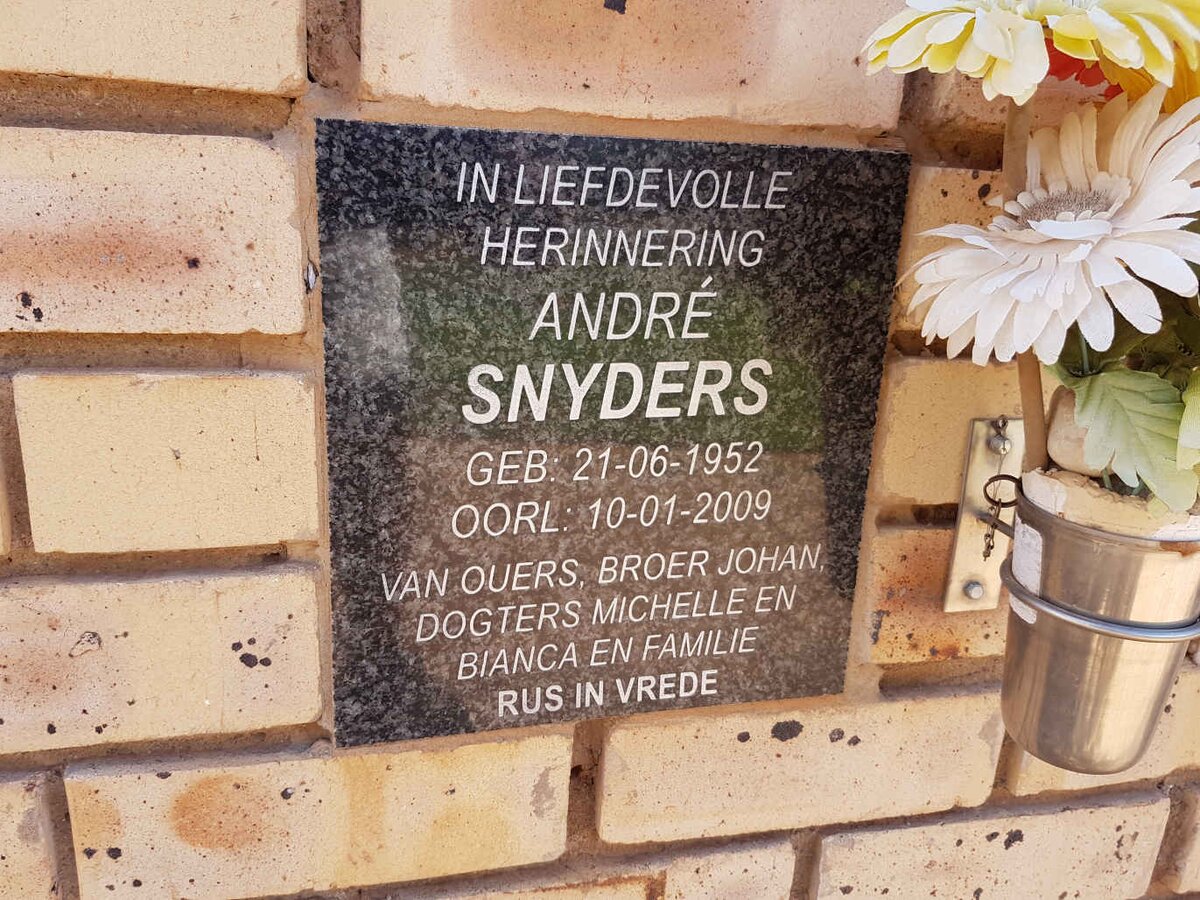 IN LIEFDEVOLLE
HERINNERING
ANDRÉ
SNYDERS
GEB: 21-06-1952
OORL: 10-01-2009
VAN OUERS, BROER JOHAN,
DOGTERS MICHELLE EN
BIANCA EN FAMILIE
RUS IN VREDE